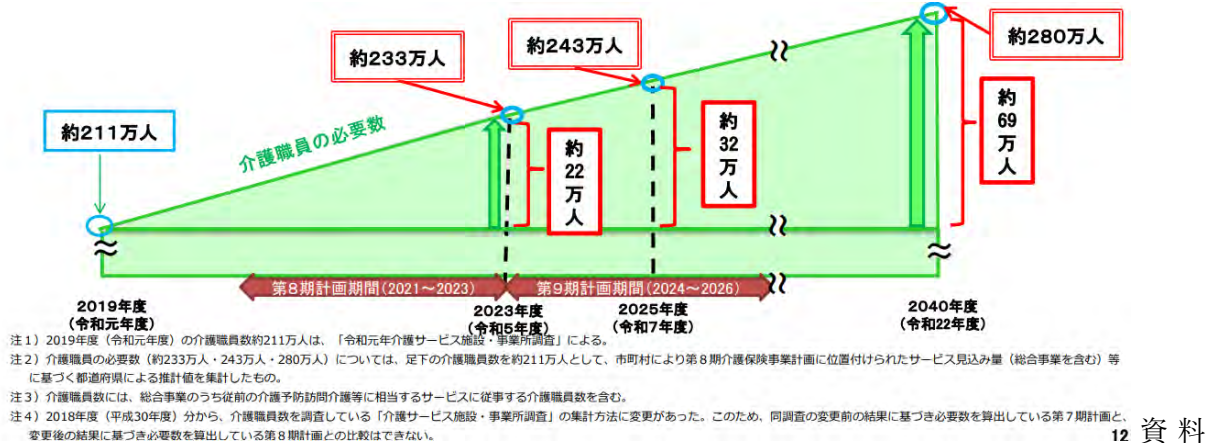 約280万人
約243万人
約233万人
約69万人
約32万人
約211万人
介護職員の必要数
約22万人
第8期計画期間(2021～2023)
第9期計画期間(2024～2026)
2019年度
(令和元年度)
2023年度
(令和5年度)
2025年度
(令和7年度)
2040年度
(令和22年度)
注1）2019年度（令和元年度）の介護職員数約211万人は、「令和元年介護サービス施設・事業所調査」による。
注2）介護職員の必要数（約233万人・243万人・280万人）については、足下の介護職員数を約211万人として、市町村により第8期介護保険事業計画に位置付けられたサービス見込み量（総合事業を含む）等
に基づく都道府県による推計値を集計したもの。
注3）介護職員数には、総合事業のうち従前の介護予防訪問介護等に相当するサービスに従事する介護職員数を含む。
注4）2018年度（平成30年度）分から、介護職員数を調査している「介護サービス施設・事業所調査」の集計方法に変更があった。このため、同調査の変更前の結果に基づき必要数を算出している第7期計画と、
変更後の結果に基づき必要数を算出している第8期計画との比較はできない。
12 資料